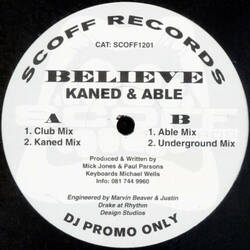 SCOFF RECORDS
CAT: SCOFF1201
BELIEVE
KANED & ABLE
A
1. Club Mix
2. Kaned Mix
B
1. Able Mix
2. Underground Mix
Produced & Written by
Mick Jones & Paul Parsons
Keyboards Michael Wells
Info: 081 744 9960
Engineered by Marvin Beaver & Justin
Drake at Rhythm
Design Studios
DJ PROMO ONLY